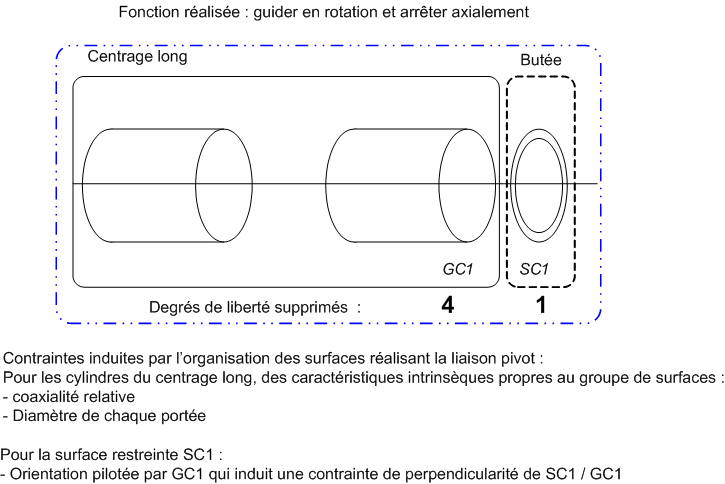 Fonction réalisée : guider en rotation et arrêter axialement
Centrage long
Butée
GC1
SC1
Degrés de liberté supprimés : 4 1
Contraintes induites par l'organisation des surfaces réalisant la liaison pivot :
Pour les cylindres du centrage long, des caractéristiques intrinsèques propres au groupe de surfaces :
- coaxialité relative
- Diamètre de chaque portée
Pour la surface restreinte SC1 :
- Orientation pilotée par GC1 qui induit une contrainte de perpendicularité de SC1 / GC1